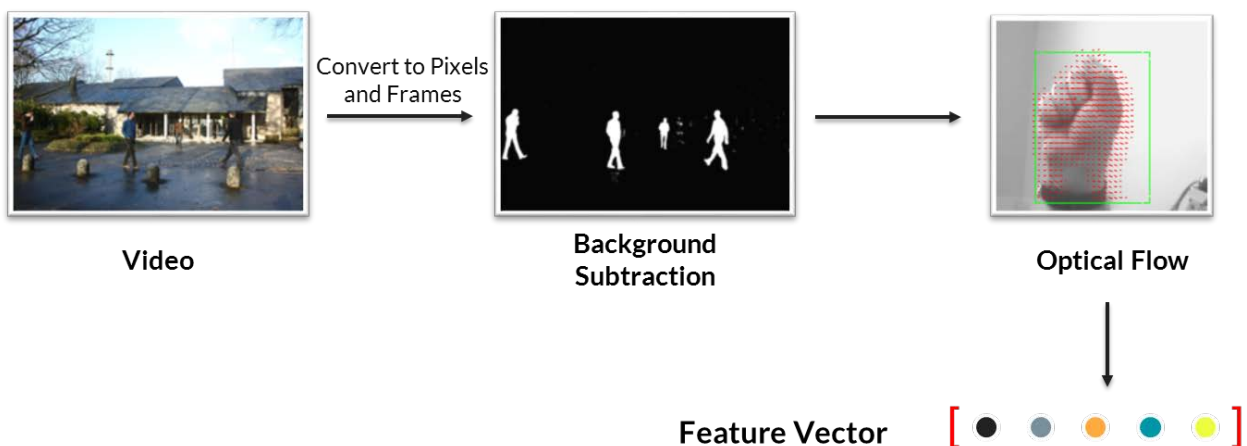 Convert to Pixels
and Frames
Video
Background
Subtraction
Optical Flow
Feature Vector [ ]